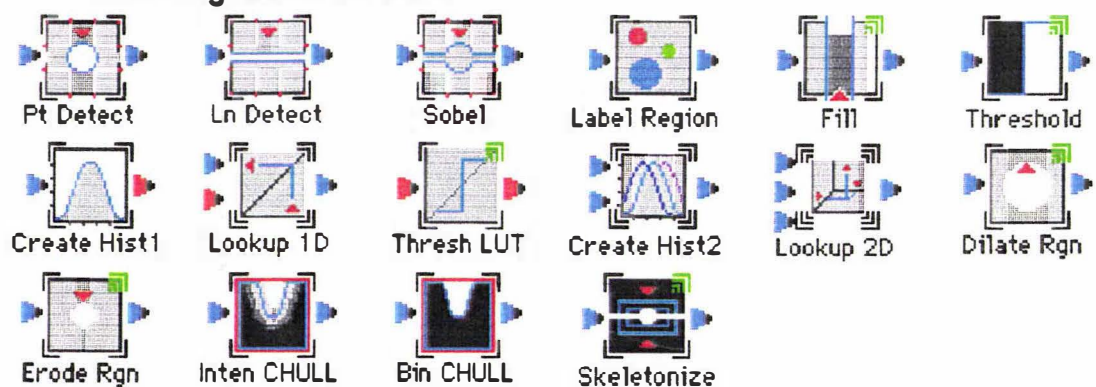 Pt Detect Ln Detect Sobel Label Region Fill Threshold
Create Hist1 Lookup 1D Thresh LUT Create Hist2 Lookup 2D Dilate Rgn
Erode Rgn Inten CHULL Bin CHULL Skeletonize